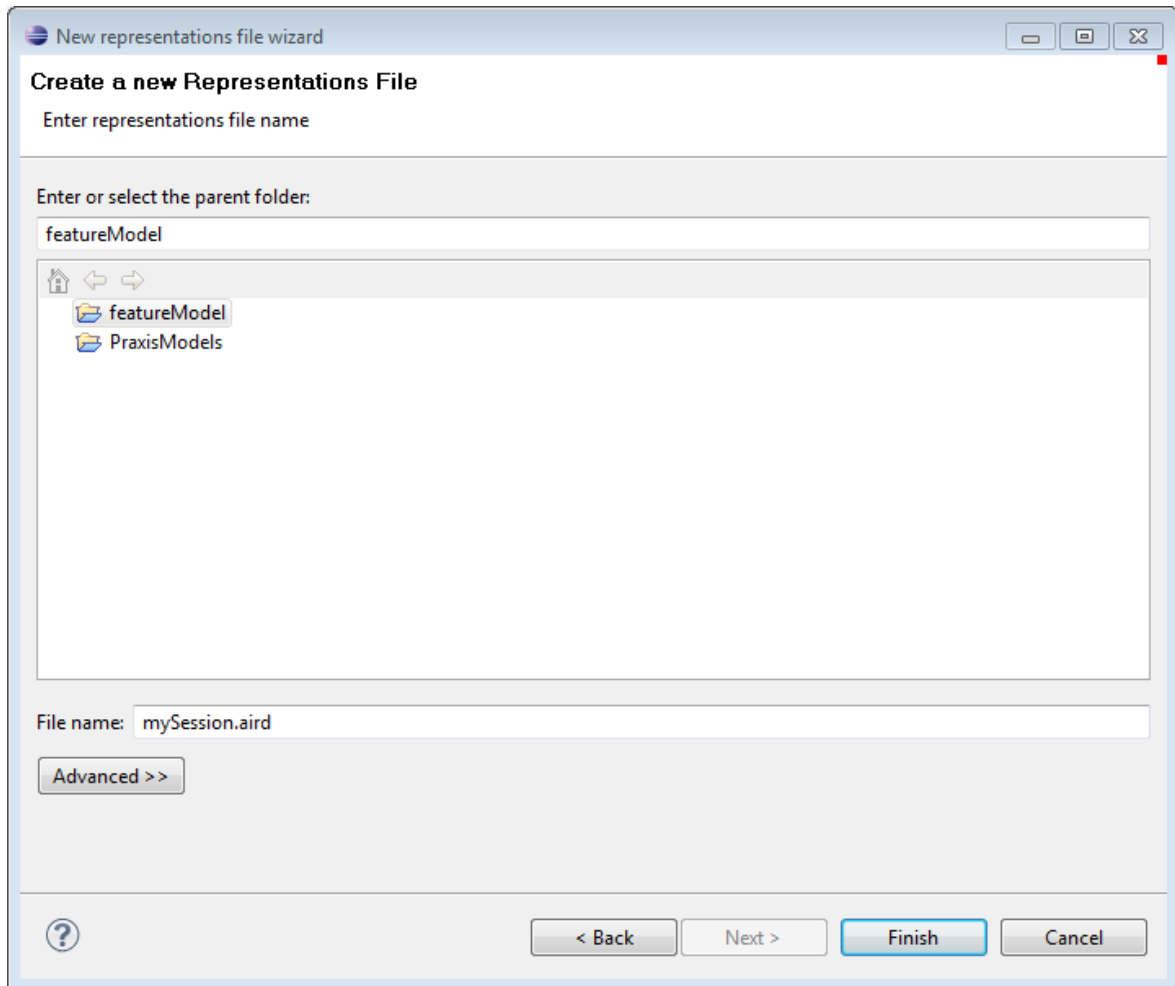 New representations file wizard
Create a new Representations File
Enter representations file name
Enter or select the parent folder:
featureModel
featureModel
PraxisModels
File name: mySession.aird
Advanced >>
< Back Next > Finish Cancel